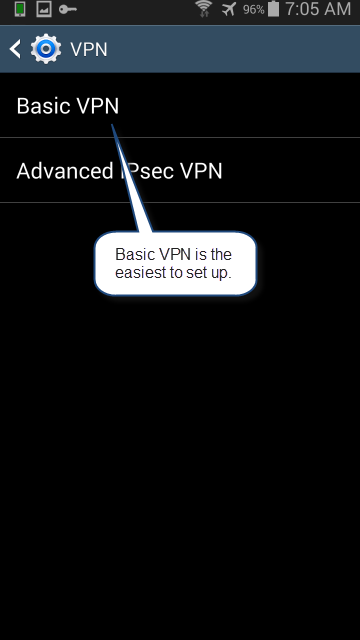 96% 7:05 AM
VPN
Basic VPN
Advanced IPsec VPN
Basic VPN is the
easiest to set up.